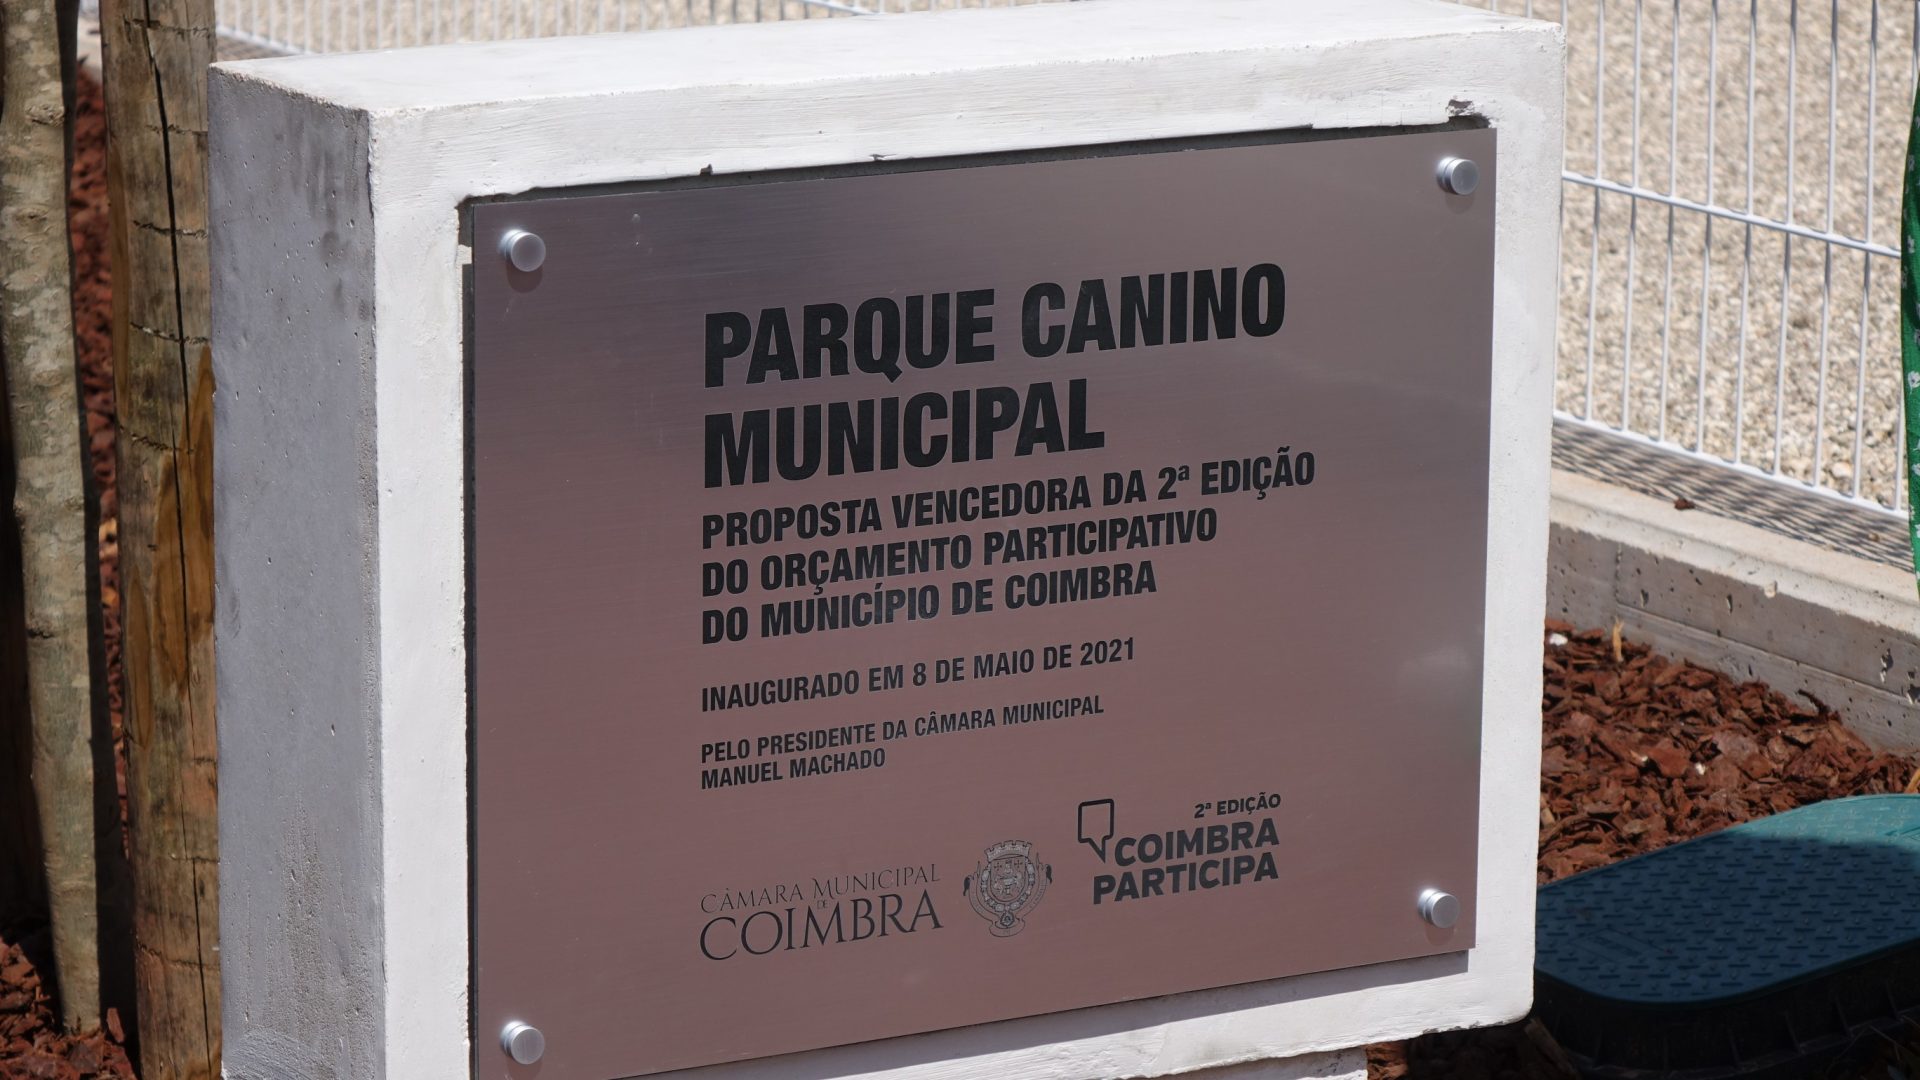 PARQUE CANINO
MUNICIPAL
PROPOSTA VENCEDORA DA 2ª EDIÇÃO
DO ORÇAMENTO PARTICIPATIVO
DO MUNICÍPIO DE COIMBRA
INAUGURADO EM 8 DE MAIO DE 2021
PELO PRESIDENTE DA CÂMARA MUNICIPAL
MANUEL MACHADO
CÂMARA MUNICIPAL
DE
COIMBRA
2ª EDIÇÃO
COIMBRA
PARTICIPA